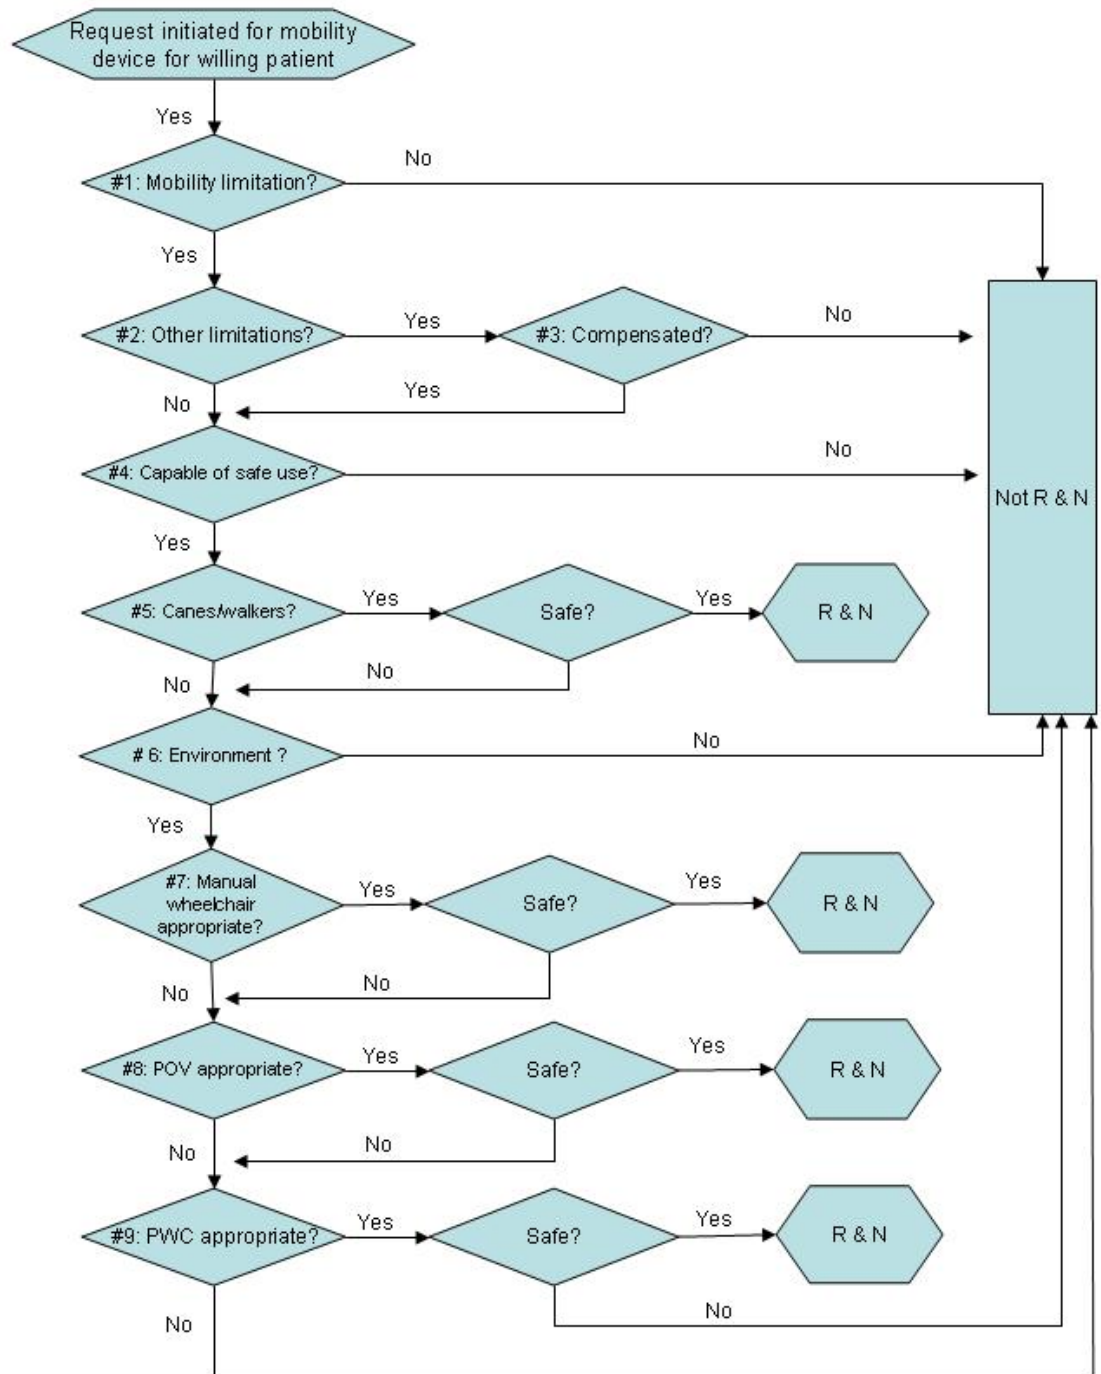 Request initiated for mobility
device for willing patient
Yes
No
#1: Mobility limitation?
Yes
#2: Other limitations?
Yes
#3: Compensated?
No
No
Yes
#4: Capable of safe use?
No
Not R & N
Yes
#5: Canes/walkers?
Yes
Safe?
Yes
R & N
No
No
# 6: Environment ?
No
Yes
#7: Manual
wheelchair
appropriate?
Yes
Safe?
Yes
R & N
No
No
#8: POV appropriate?
Yes
Safe?
Yes
R & N
No
No
#9: PWC appropriate?
Yes
Safe?
Yes
R & N
No
No